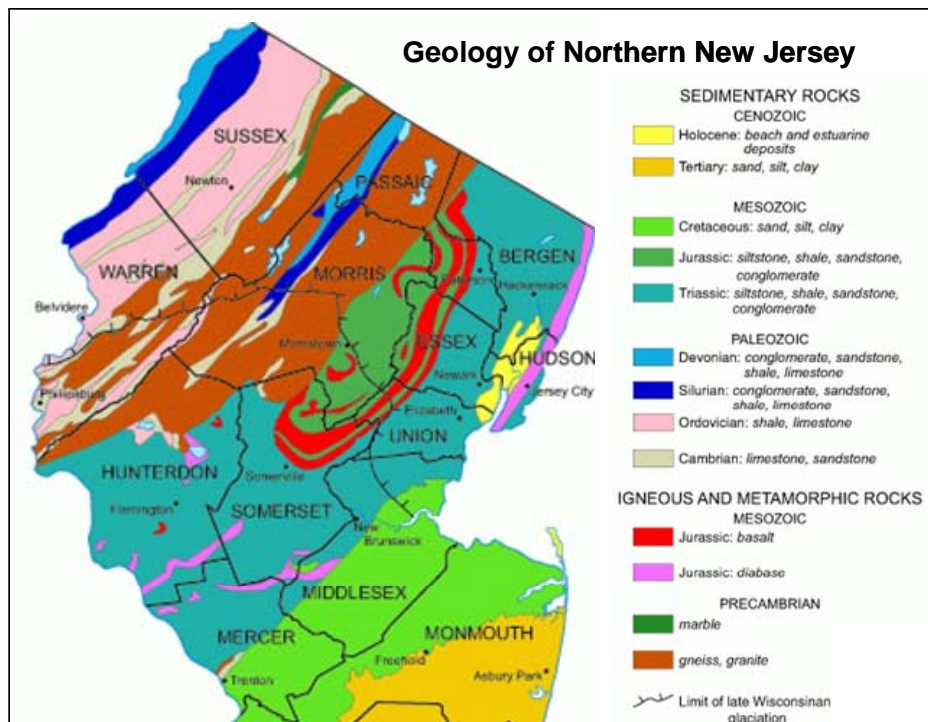 Geology of Northern New Jersey
SUSSEX
Newton
PASSAIC
WARREN
MORRIS
BERGEN
Paterson
Hackensack
Belvidere
Morristown
ESSEX
HUDSON
Newark
Jersey City
Phillipsburg
Elizabeth
UNION
HUNTERDON
Somerville
Flemington
SOMERSET
New
Brunswick
MIDDLESEX
MERCER
MONMOUTH
Freehold
Asbury Park
Trenton
SEDIMENTARY ROCKS
CENOZOIC
Holocene: beach and estuarine
deposits
Tertiary: sand, silt, clay
MESOZOIC
Cretaceous: sand, silt, clay
Jurassic: siltstone, shale, sandstone,
conglomerate
Triassic: siltstone, shale, sandstone,
conglomerate
PALEOZOIC
Devonian: conglomerate, sandstone,
shale, limestone
Silurian: conglomerate, sandstone,
shale, limestone
Ordovician: shale, limestone
Cambrian: limestone, sandstone
IGNEOUS AND METAMORPHIC ROCKS
MESOZOIC
Jurassic: basalt
Jurassic: diabase
PRECAMBRIAN
marble
gneiss, granite
Limit of late Wisconsinan
glaciation